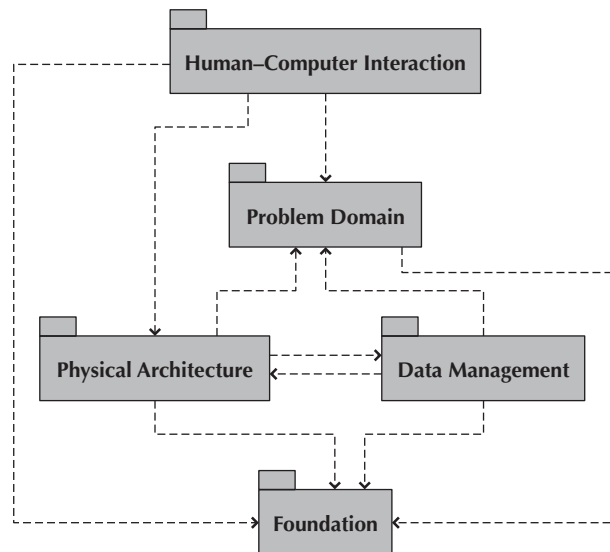 Human–Computer Interaction
Problem Domain
Physical Architecture
Data Management
Foundation